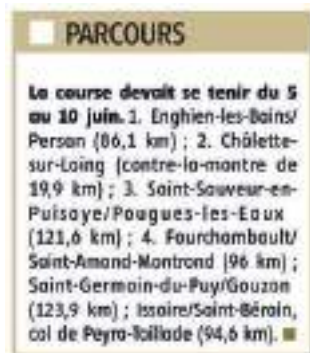 PARCOURS
La course devait se tenir du 5
au 10 juin. 1. Enghien-les-Bains/
Persan (86,1 km) ; 2. Châlette-
sur-Loing (contre-la-montre de
19,9 km) ; 3. Saint-Sauveur-en-
Puisaye/Pougues-les-Eaux
(121,6 km) ; 4. Fourchambault/
Saint-Amand-Montrond (96 km) ;
Saint-Germain-du-Puy/Gouzon
(123,9 km) ; Issoire/Saint-Bérain,
col de Peyra-Taillade (94,6 km).